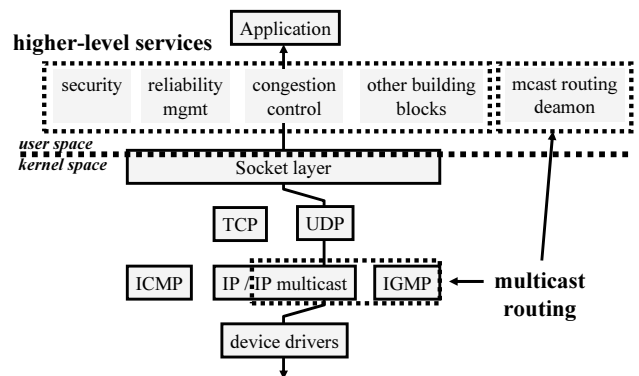 Application
higher-level services
security
reliability
mgmt
congestion
control
other building
blocks
mcast routing
deamon
user space
kernel space
Socket layer
TCP
UDP
ICMP
IP / IP multicast
IGMP
multicast
routing
device drivers